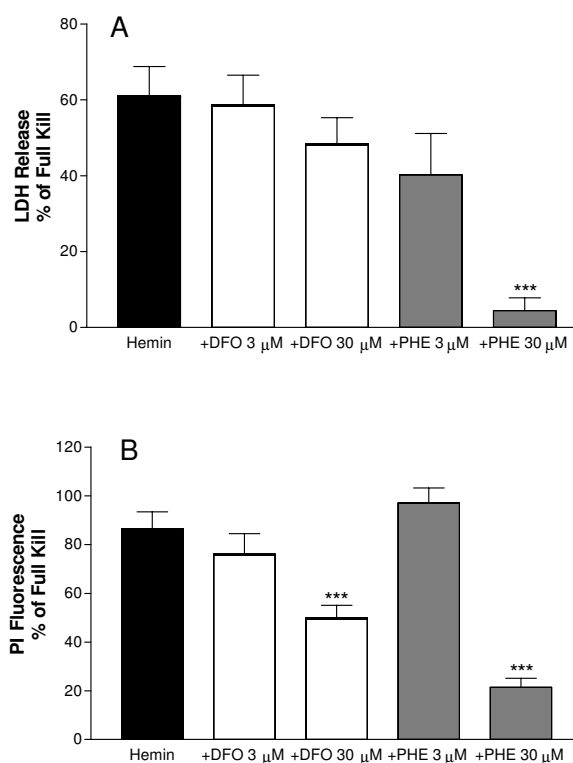 A
80
60
40
20
0
LDH Release
% of Full Kill
***
Hemin
+DFO 3 μM
+DFO 30 μM
+PHE 3 μM
+PHE 30 μM
B
120
100
80
60
40
20
0
PI Fluorescence
% of Full Kill
***
***
Hemin
+DFO 3 μM
+DFO 30 μM
+PHE 3 μM
+PHE 30 μM